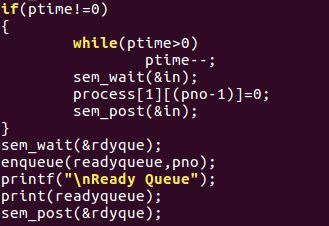 if(ptime!=0)
{
while(ptime>0)
ptime--;
sem_wait(&in);
process[1][(pno-1)]=0;
sem_post(&in);
}
sem_wait(&rdyque);
enqueue(readyqueue,pno);
printf("\nReady Queue");
print(readyqueue);
sem_post(&rdyque);